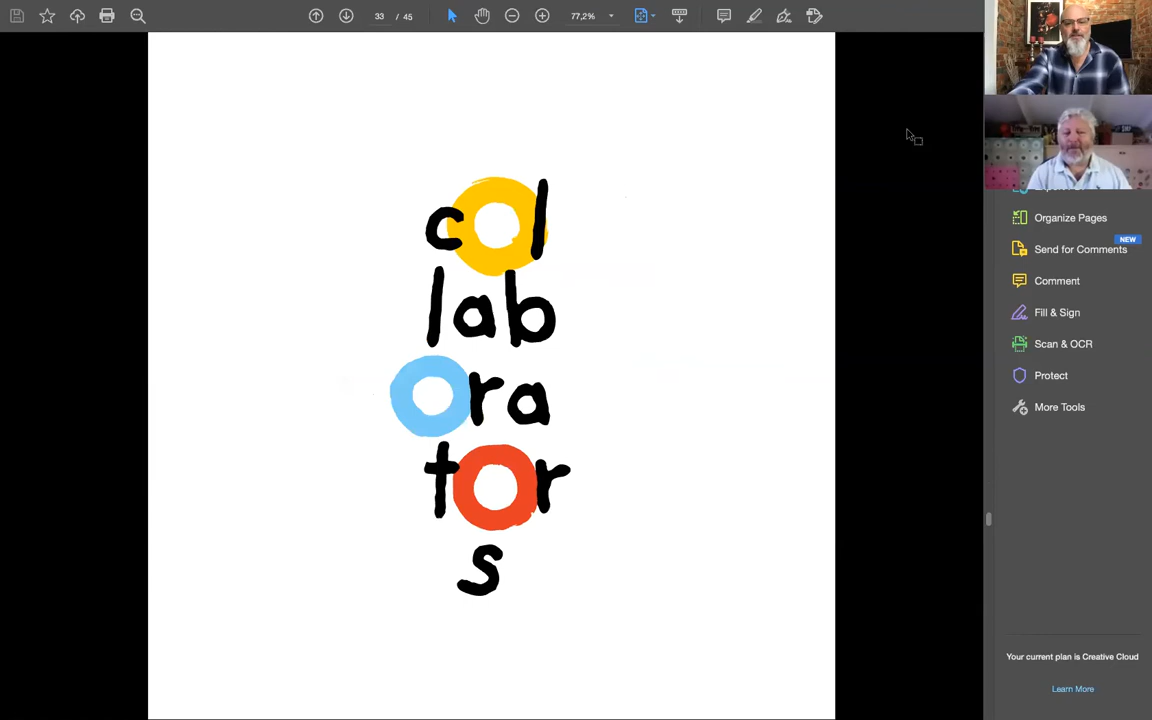 33 / 45
77,2%
col
lab
ora
tor
s
Organize Pages
NEW
Send for Comments
Comment
Fill & Sign
Scan & OCR
Protect
More Tools
Your current plan is Creative Cloud
Learn More